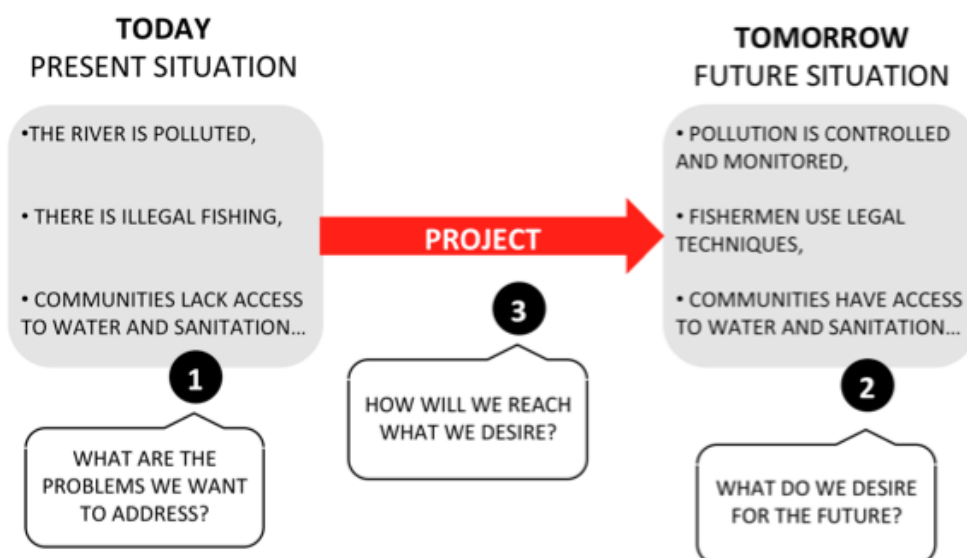 TODAY
PRESENT SITUATION
•THE RIVER IS POLLUTED,
• THERE IS ILLEGAL FISHING,
• COMMUNITIES LACK ACCESS
TO WATER AND SANITATION...
1
WHAT ARE THE
PROBLEMS WE WANT
TO ADDRESS?
PROJECT
3
HOW WILL WE REACH
WHAT WE DESIRE?
TOMORROW
FUTURE SITUATION
• POLLUTION IS CONTROLLED
AND MONITORED,
• FISHERMEN USE LEGAL
TECHNIQUES,
• COMMUNITIES HAVE ACCESS
TO WATER AND SANITATION...
2
WHAT DO WE DESIRE
FOR THE FUTURE?